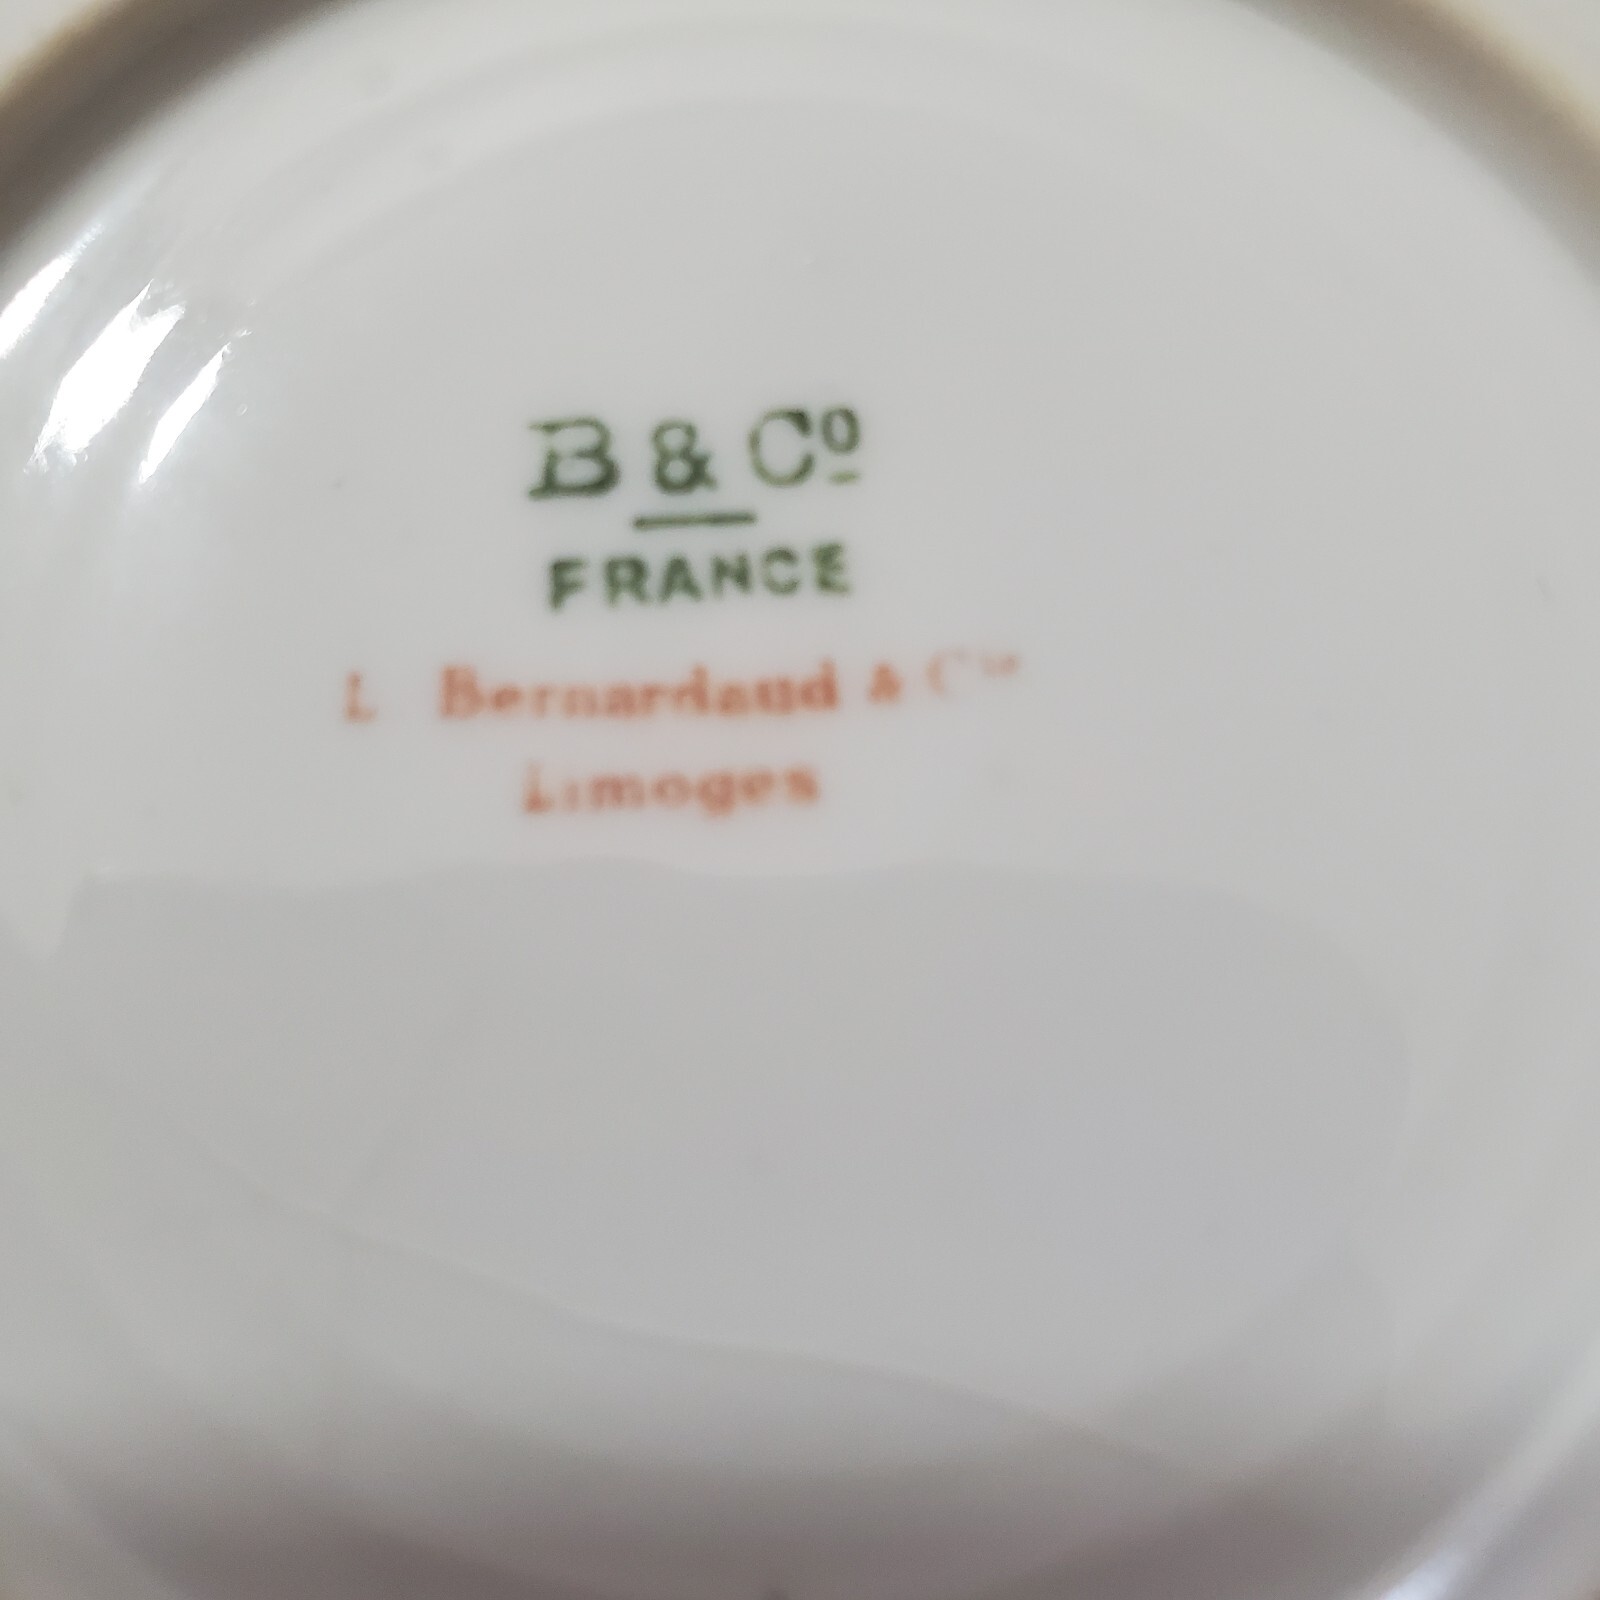 B & Cº
FRANCE
L Bernardaud & Cie
Limoges